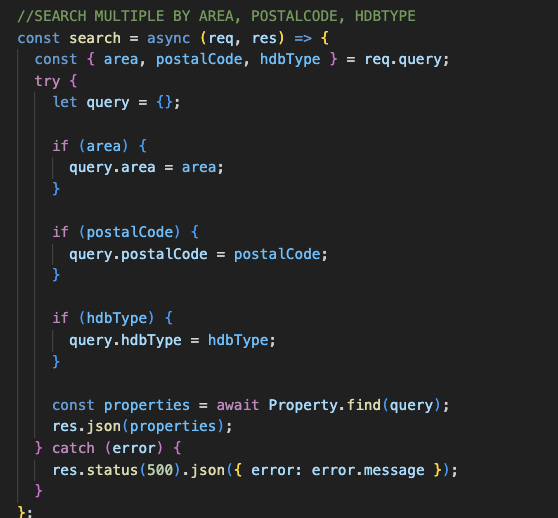 //SEARCH MULTIPLE BY AREA, POSTALCODE, HDBTYPE
const search = async (req, res) => {
  const { area, postalCode, hdbType } = req.query;
  try {
    let query = {};

    if (area) {
      query.area = area;
    }

    if (postalCode) {
      query.postalCode = postalCode;
    }

    if (hdbType) {
      query.hdbType = hdbType;
    }

    const properties = await Property.find(query);
    res.json(properties);
  } catch (error) {
    res.status(500).json({ error: error.message });
  }
};